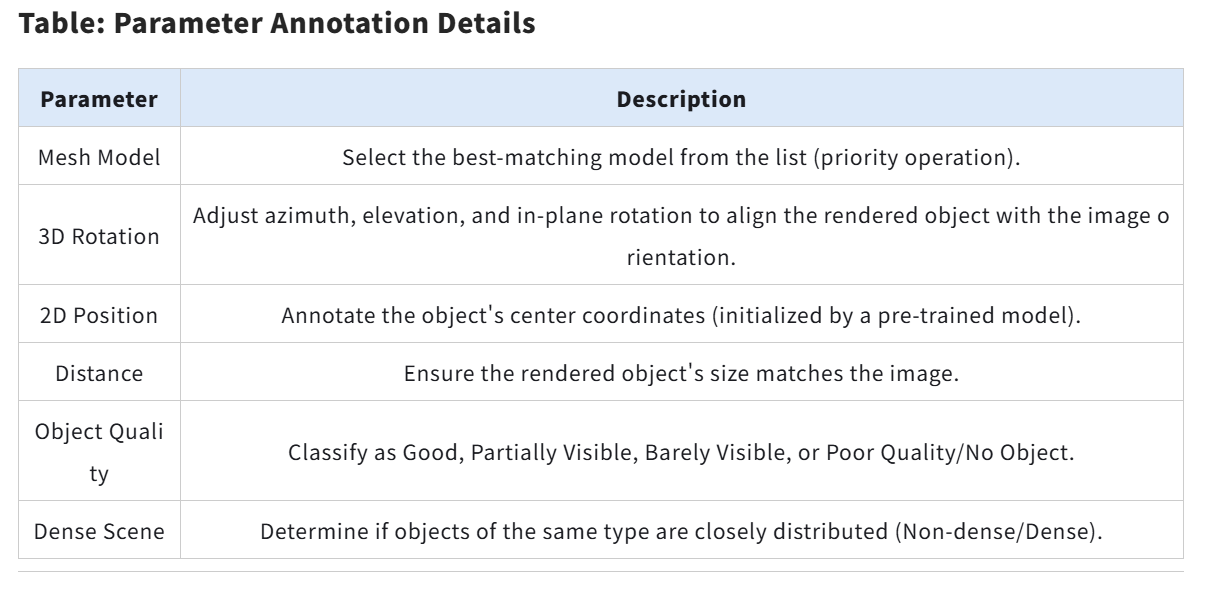 Table: Parameter Annotation Details
Parameter Description
Mesh Model Select the best-matching model from the list (priority operation).
3D Rotation Adjust azimuth, elevation, and in-plane rotation to align the rendered object with the image o
rientation.
2D Position Annotate the object's center coordinates (initialized by a pre-trained model).
Distance Ensure the rendered object's size matches the image.
Object Quali
ty
Classify as Good, Partially Visible, Barely Visible, or Poor Quality/No Object.
Dense Scene Determine if objects of the same type are closely distributed (Non-dense/Dense).